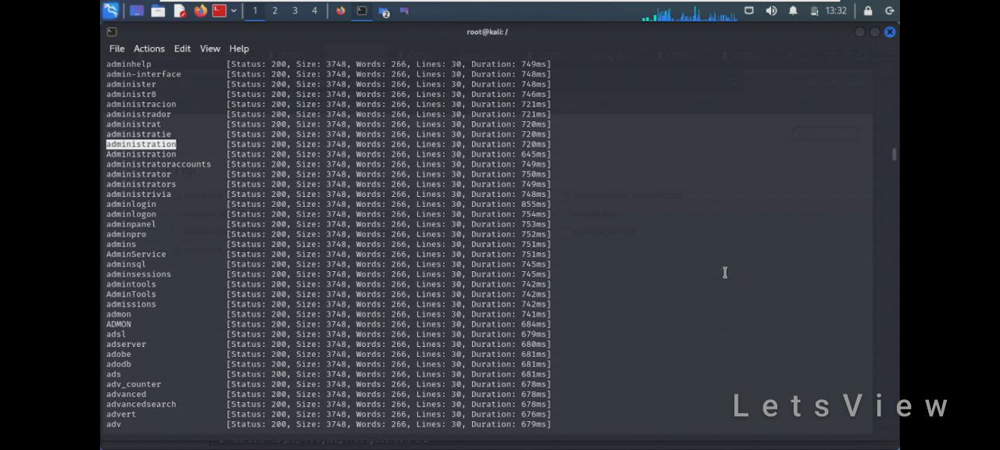 1 2 3 4 2 13:32
root@kali: /
File Actions Edit View Help
adminhelp [Status: 200, Size: 3748, Words: 266, Lines: 30, Duration: 749ms]
admin-interface [Status: 200, Size: 3748, Words: 266, Lines: 30, Duration: 748ms]
administer [Status: 200, Size: 3748, Words: 266, Lines: 30, Duration: 748ms]
administr8 [Status: 200, Size: 3748, Words: 266, Lines: 30, Duration: 746ms]
administracion [Status: 200, Size: 3748, Words: 266, Lines: 30, Duration: 721ms]
administrador [Status: 200, Size: 3748, Words: 266, Lines: 30, Duration: 721ms]
administrat [Status: 200, Size: 3748, Words: 266, Lines: 30, Duration: 720ms]
administratie [Status: 200, Size: 3748, Words: 266, Lines: 30, Duration: 720ms]
administration [Status: 200, Size: 3748, Words: 266, Lines: 30, Duration: 720ms]
Administration [Status: 200, Size: 3748, Words: 266, Lines: 30, Duration: 645ms]
administratoraccounts [Status: 200, Size: 3748, Words: 266, Lines: 30, Duration: 749ms]
administrator [Status: 200, Size: 3748, Words: 266, Lines: 30, Duration: 750ms]
administrators [Status: 200, Size: 3748, Words: 266, Lines: 30, Duration: 749ms]
administrivia [Status: 200, Size: 3748, Words: 266, Lines: 30, Duration: 748ms]
adminlogin [Status: 200, Size: 3748, Words: 266, Lines: 30, Duration: 855ms]
adminlogon [Status: 200, Size: 3748, Words: 266, Lines: 30, Duration: 754ms]
adminpanel [Status: 200, Size: 3748, Words: 266, Lines: 30, Duration: 753ms]
adminpro [Status: 200, Size: 3748, Words: 266, Lines: 30, Duration: 752ms]
admins [Status: 200, Size: 3748, Words: 266, Lines: 30, Duration: 751ms]
AdminService [Status: 200, Size: 3748, Words: 266, Lines: 30, Duration: 751ms]
adminsql [Status: 200, Size: 3748, Words: 266, Lines: 30, Duration: 745ms]
adminsessions [Status: 200, Size: 3748, Words: 266, Lines: 30, Duration: 745ms]
admintools [Status: 200, Size: 3748, Words: 266, Lines: 30, Duration: 742ms]
AdminTools [Status: 200, Size: 3748, Words: 266, Lines: 30, Duration: 742ms]
admissions [Status: 200, Size: 3748, Words: 266, Lines: 30, Duration: 742ms]
admon [Status: 200, Size: 3748, Words: 266, Lines: 30, Duration: 741ms]
ADMON [Status: 200, Size: 3748, Words: 266, Lines: 30, Duration: 684ms]
adsl [Status: 200, Size: 3748, Words: 266, Lines: 30, Duration: 679ms]
adserver [Status: 200, Size: 3748, Words: 266, Lines: 30, Duration: 680ms]
adobe [Status: 200, Size: 3748, Words: 266, Lines: 30, Duration: 681ms]
adodb [Status: 200, Size: 3748, Words: 266, Lines: 30, Duration: 681ms]
ads [Status: 200, Size: 3748, Words: 266, Lines: 30, Duration: 681ms]
adv_counter [Status: 200, Size: 3748, Words: 266, Lines: 30, Duration: 678ms]
advanced [Status: 200, Size: 3748, Words: 266, Lines: 30, Duration: 678ms]
advancedsearch [Status: 200, Size: 3748, Words: 266, Lines: 30, Duration: 678ms]
advert [Status: 200, Size: 3748, Words: 266, Lines: 30, Duration: 676ms]
adv [Status: 200, Size: 3748, Words: 266, Lines: 30, Duration: 679ms]
LetsView